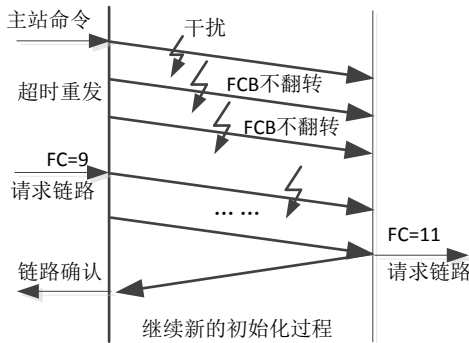 主站命令
干扰
超时重发
FCB不翻转
FCB不翻转
FC=9
请求链路
... ...
FC=11
请求链路
链路确认
继续新的初始化过程